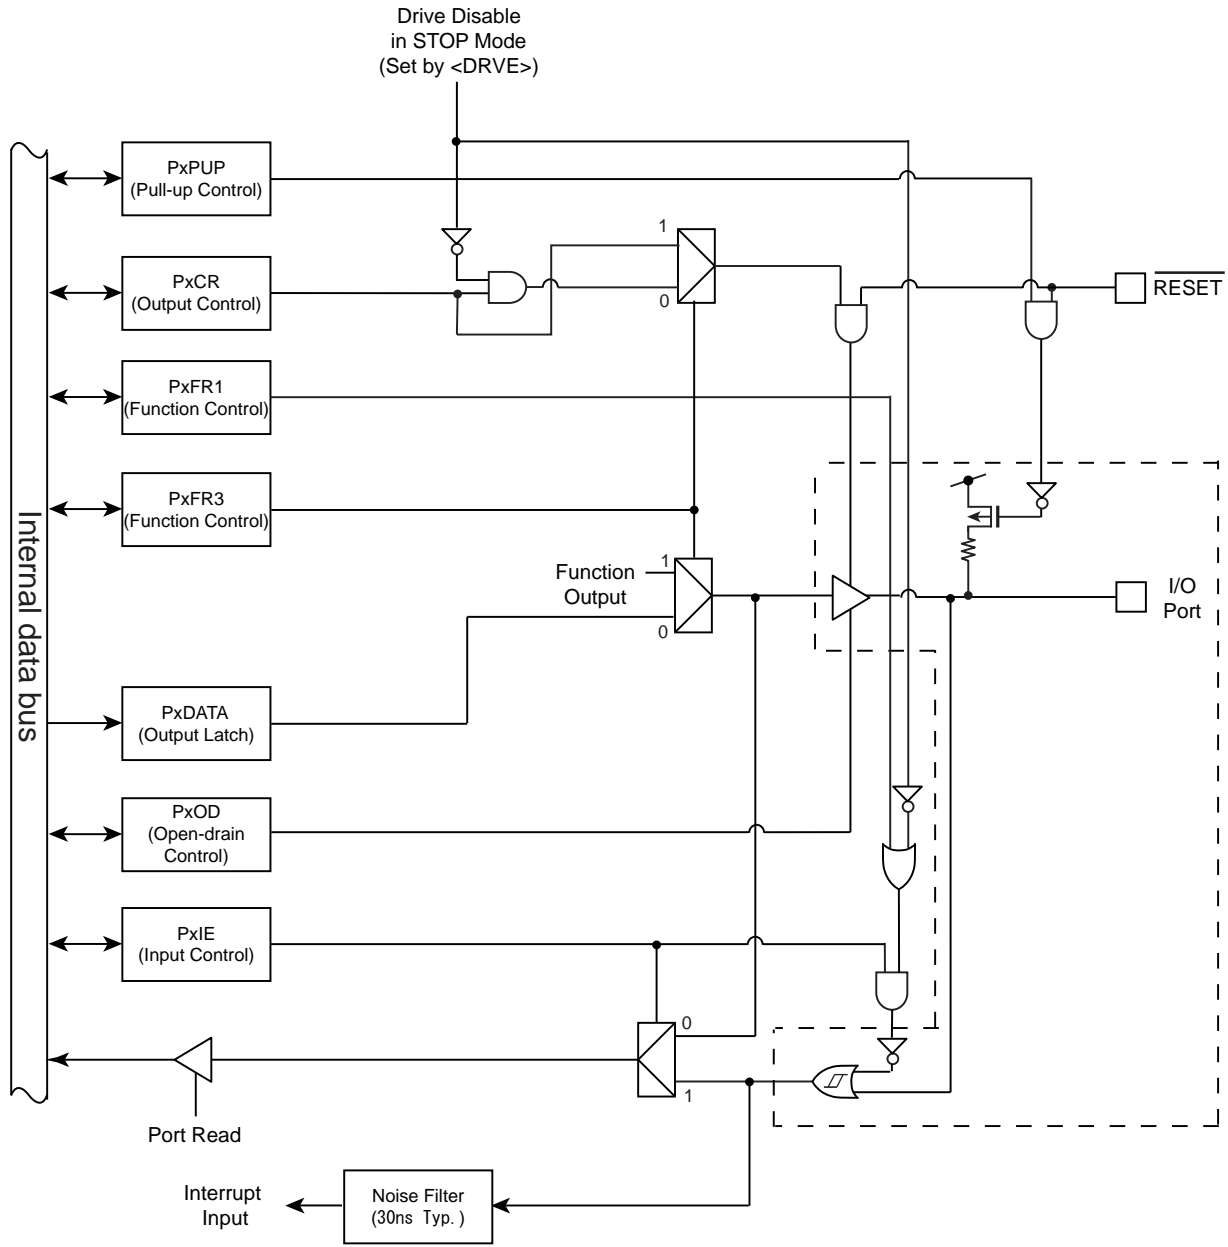 Drive Disable
in STOP Mode
(Set by <DRVE>)
PxPUP
(Pull-up Control)
1
PxCR
(Output Control)
0
RESET
PxFR1
(Function Control)
PxFR3
(Function Control)
Internal data bus
1
Function
Output
0
I/O
Port
PxDATA
(Output Latch)
PxOD
(Open-drain
Control)
PxIE
(Input Control)
0
1
Port Read
Interrupt
Input
Noise Filter
(30ns Typ.)